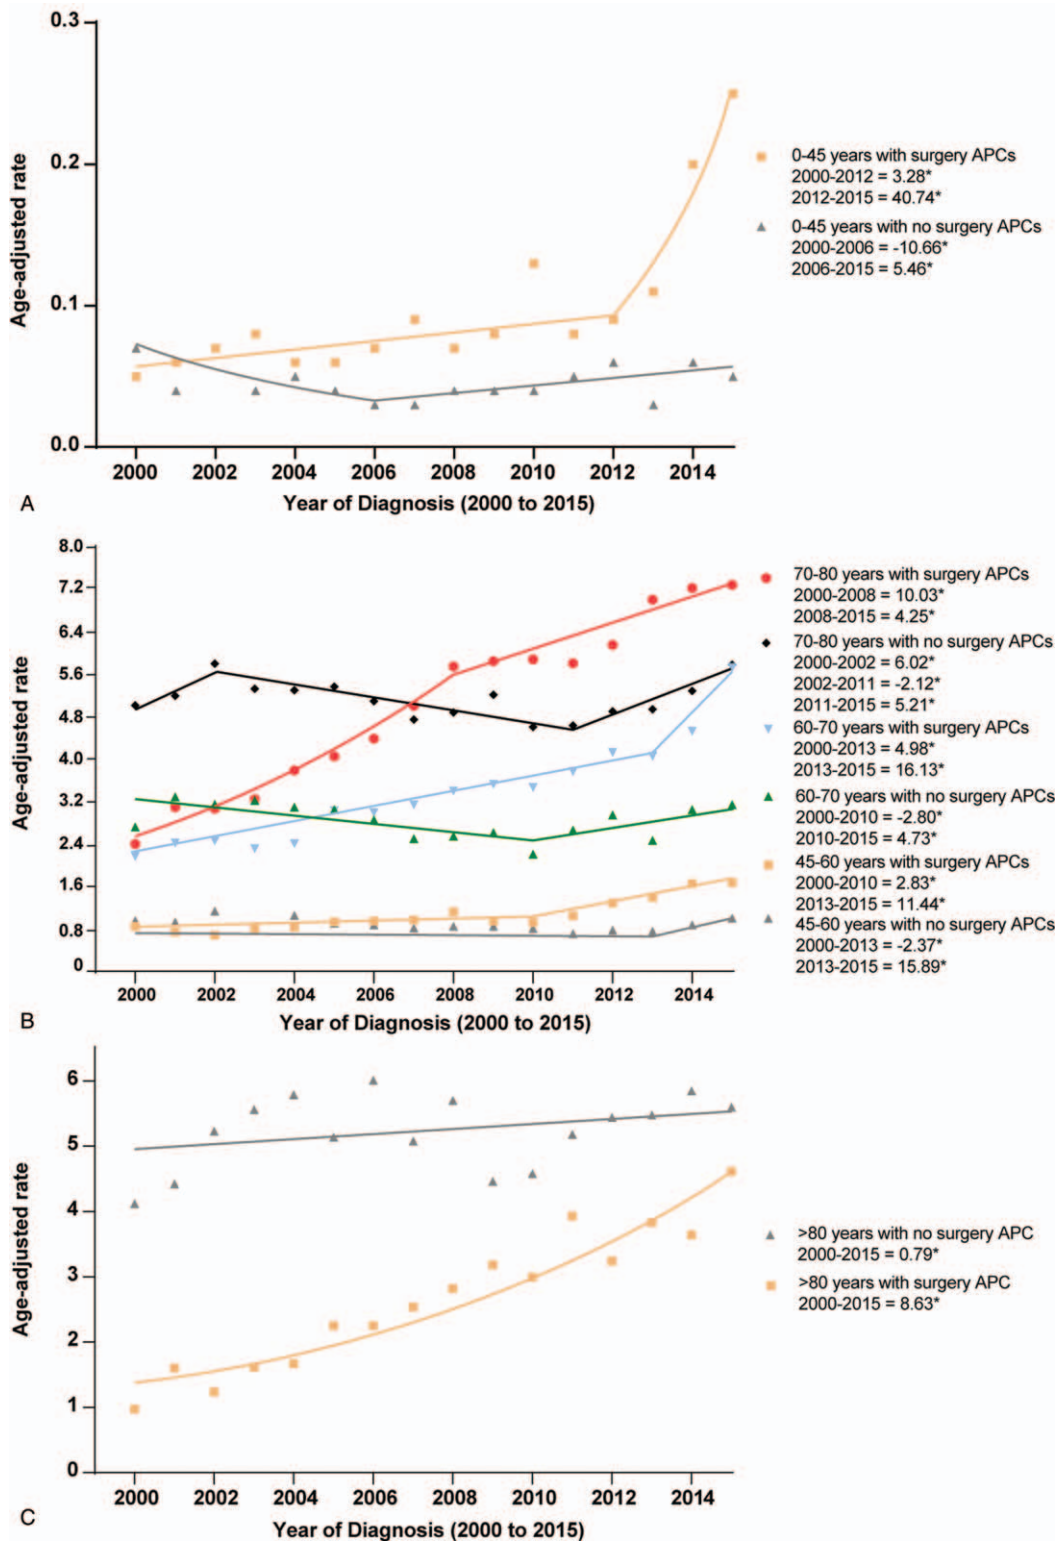 0.3
0.2
0.1
0.0
Age-adjusted rate
2000 2002 2004 2006 2008 2010 2012 2014
Year of Diagnosis (2000 to 2015)
A
0-45 years with surgery APCs
2000-2012 = 3.28*
2012-2015 = 40.74*
0-45 years with no surgery APCs
2000-2006 = -10.66*
2006-2015 = 5.46*
8.0
7.2
6.4
5.6
4.8
4.0
3.2
2.4
1.6
0.8
0
Age-adjusted rate
2000 2002 2004 2006 2008 2010 2012 2014
Year of Diagnosis (2000 to 2015)
B
70-80 years with surgery APCs
2000-2008 = 10.03*
2008-2015 = 4.25*
70-80 years with no surgery APCs
2000-2002 = 6.02*
2002-2011 = -2.12*
2011-2015 = 5.21*
60-70 years with surgery APCs
2000-2013 = 4.98*
2013-2015 = 16.13*
60-70 years with no surgery APCs
2000-2010 = -2.80*
2010-2015 = 4.73*
45-60 years with surgery APCs
2000-2010 = 2.83*
2013-2015 = 11.44*
45-60 years with no surgery APCs
2000-2013 = -2.37*
2013-2015 = 15.89*
6
5
4
3
2
1
0
Age-adjusted rate
2000 2002 2004 2006 2008 2010 2012 2014
Year of Diagnosis (2000 to 2015)
C
>80 years with no surgery APC
2000-2015 = 0.79*
>80 years with surgery APC
2000-2015 = 8.63*